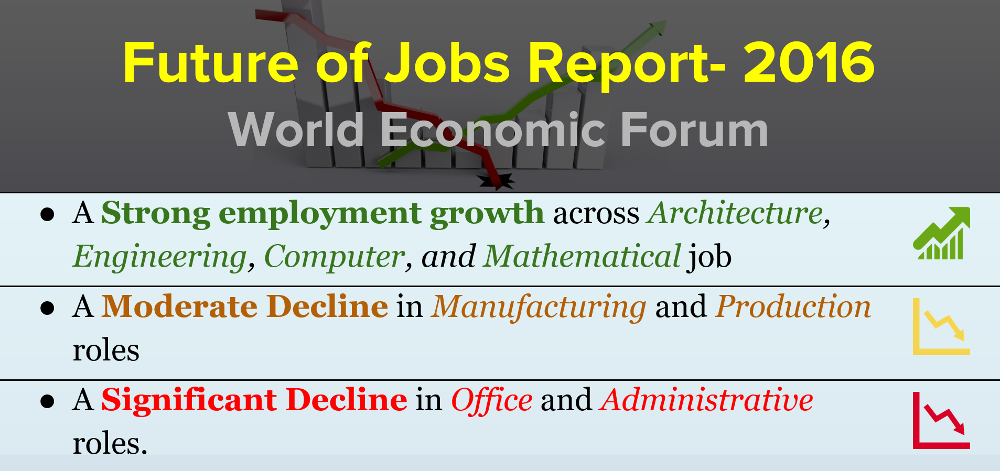 Future of Jobs Report- 2016
World Economic Forum
● A Strong employment growth across Architecture,
Engineering, Computer, and Mathematical job
● A Moderate Decline in Manufacturing and Production
roles
● A Significant Decline in Office and Administrative
roles.